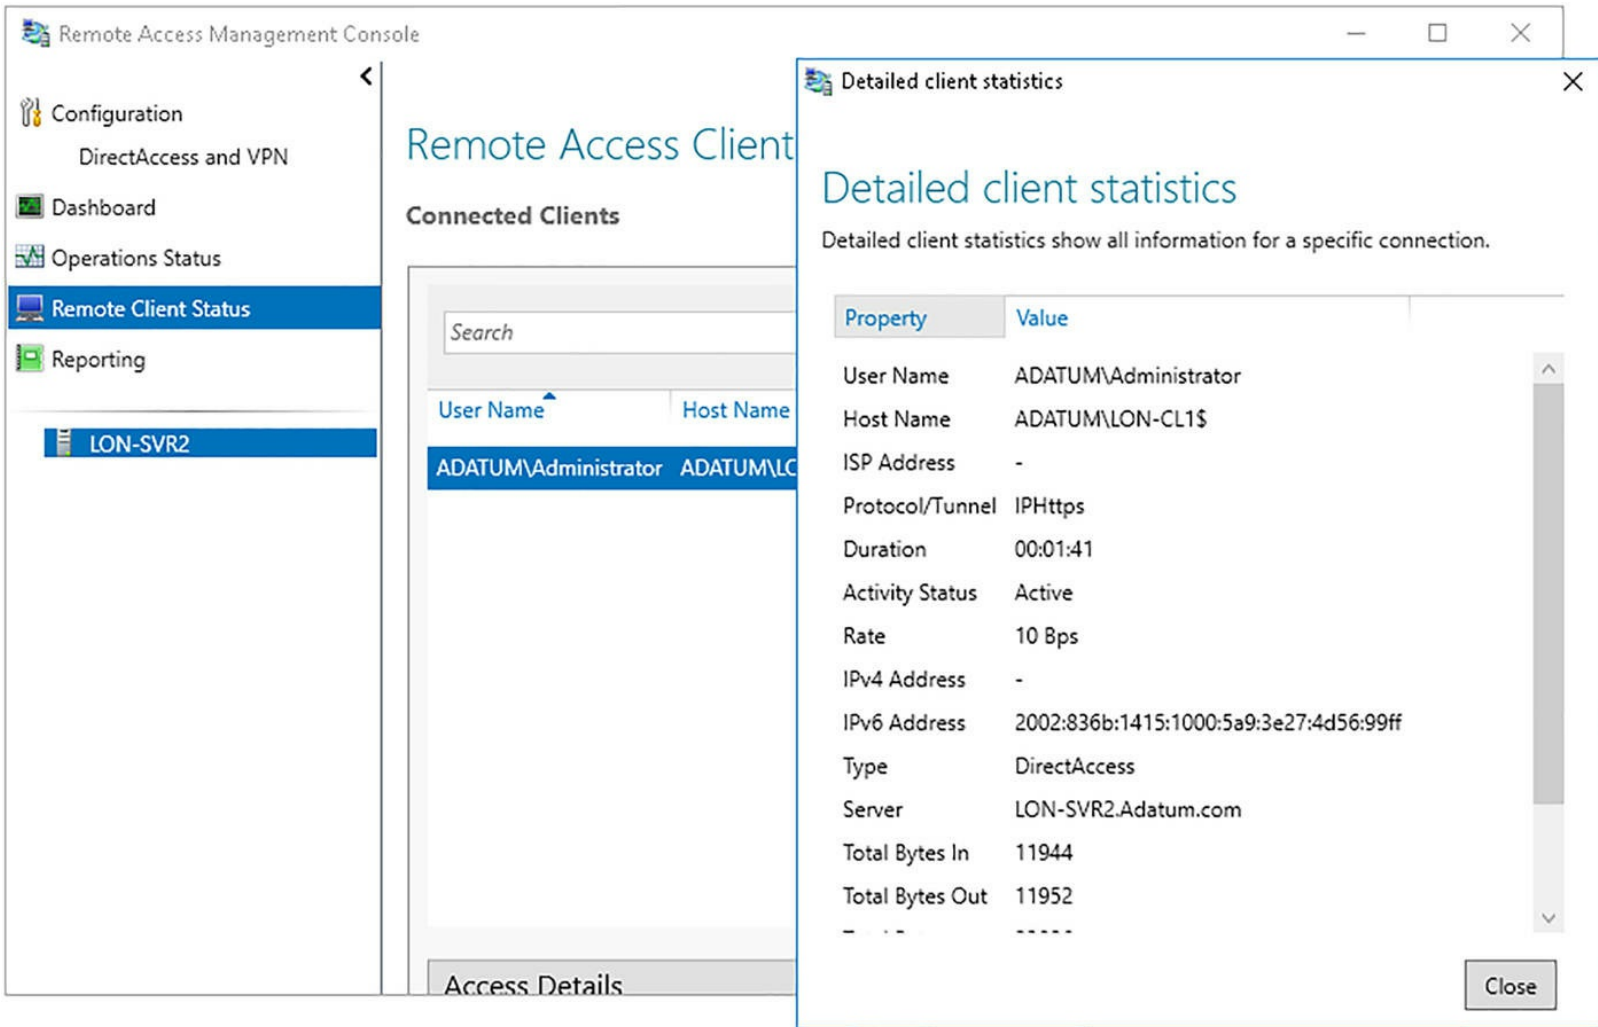 Remote Access Management Console
Configuration
DirectAccess and VPN
Dashboard
Operations Status
Remote Client Status
Reporting
LON-SVR2
Remote Access Client
Connected Clients
Search
User Name Host Name
ADATUM\Administrator ADATUM\LC
Access Details
Detailed client statistics
Detailed client statistics
Detailed client statistics show all information for a specific connection.
Property Value
User Name ADATUM\Administrator
Host Name ADATUM\LON-CL1$
ISP Address -
Protocol/Tunnel IPHttps
Duration 00:01:41
Activity Status Active
Rate 10 Bps
IPv4 Address -
IPv6 Address 2002:836b:1415:1000:5a9:3e27:4d56:99ff
Type DirectAccess
Server LON-SVR2.Adatum.com
Total Bytes In 11944
Total Bytes Out 11952
Close